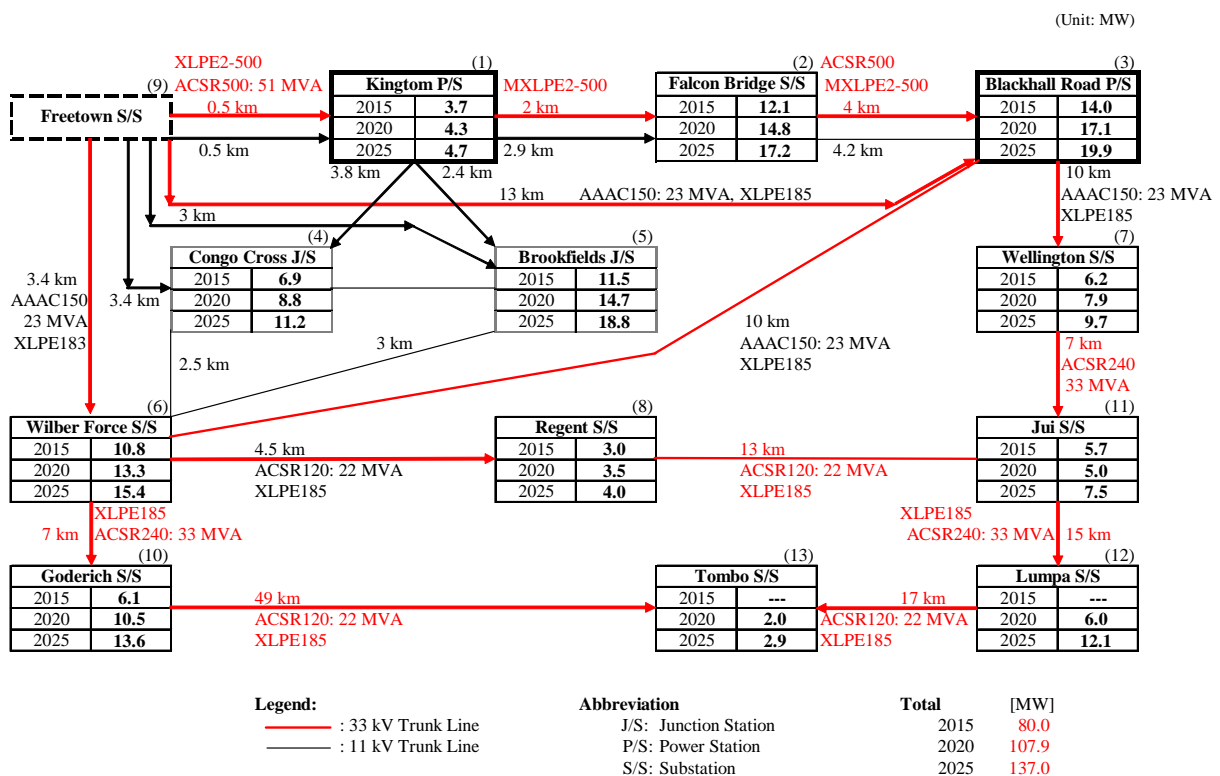 (Unit: MW)
XLPE2-500
ACSR500: 51 MVA
0.5 km
0.5 km
(9)
Freetown S/S
(1)
Kingtom P/S
2015 3.7
2020 4.3
2025 4.7
MXLPE2-500
2 km
2.9 km
(2)
Falcon Bridge S/S
2015 12.1
2020 14.8
2025 17.2
ACSR500
MXLPE2-500
4 km
4.2 km
(3)
Blackhall Road P/S
2015 14.0
2020 17.1
2025 19.9
3.8 km
2.4 km
13 km
AAAC150: 23 MVA, XLPE185
10 km
AAAC150: 23 MVA
XLPE185
3 km
(4)
Congo Cross J/S
2015 6.9
2020 8.8
2025 11.2
(5)
Brookfields J/S
2015 11.5
2020 14.7
2025 18.8
(7)
Wellington S/S
2015 6.2
2020 7.9
2025 9.7
3.4 km
AAAC150
23 MVA
XLPE183
3.4 km
2.5 km
3 km
10 km
AAAC150: 23 MVA
XLPE185
7 km
ACSR240
33 MVA
(6)
Wilber Force S/S
2015 10.8
2020 13.3
2025 15.4
4.5 km
ACSR120: 22 MVA
XLPE185
(8)
Regent S/S
2015 3.0
2020 3.5
2025 4.0
13 km
ACSR120: 22 MVA
XLPE185
(11)
Jui S/S
2015 5.7
2020 5.0
2025 7.5
XLPE185
7 km ACSR240: 33 MVA
XLPE185
ACSR240: 33 MVA 15 km
(10)
Goderich S/S
2015 6.1
2020 10.5
2025 13.6
49 km
ACSR120: 22 MVA
XLPE185
(13)
Tombo S/S
2015 ---
2020 2.0
2025 2.9
17 km
ACSR120: 22 MVA
XLPE185
(12)
Lumpa S/S
2015 ---
2020 6.0
2025 12.1
Legend:
: 33 kV Trunk Line
: 11 kV Trunk Line
Abbreviation
J/S: Junction Station
P/S: Power Station
S/S: Substation
Total [MW]
2015 80.0
2020 107.9
2025 137.0